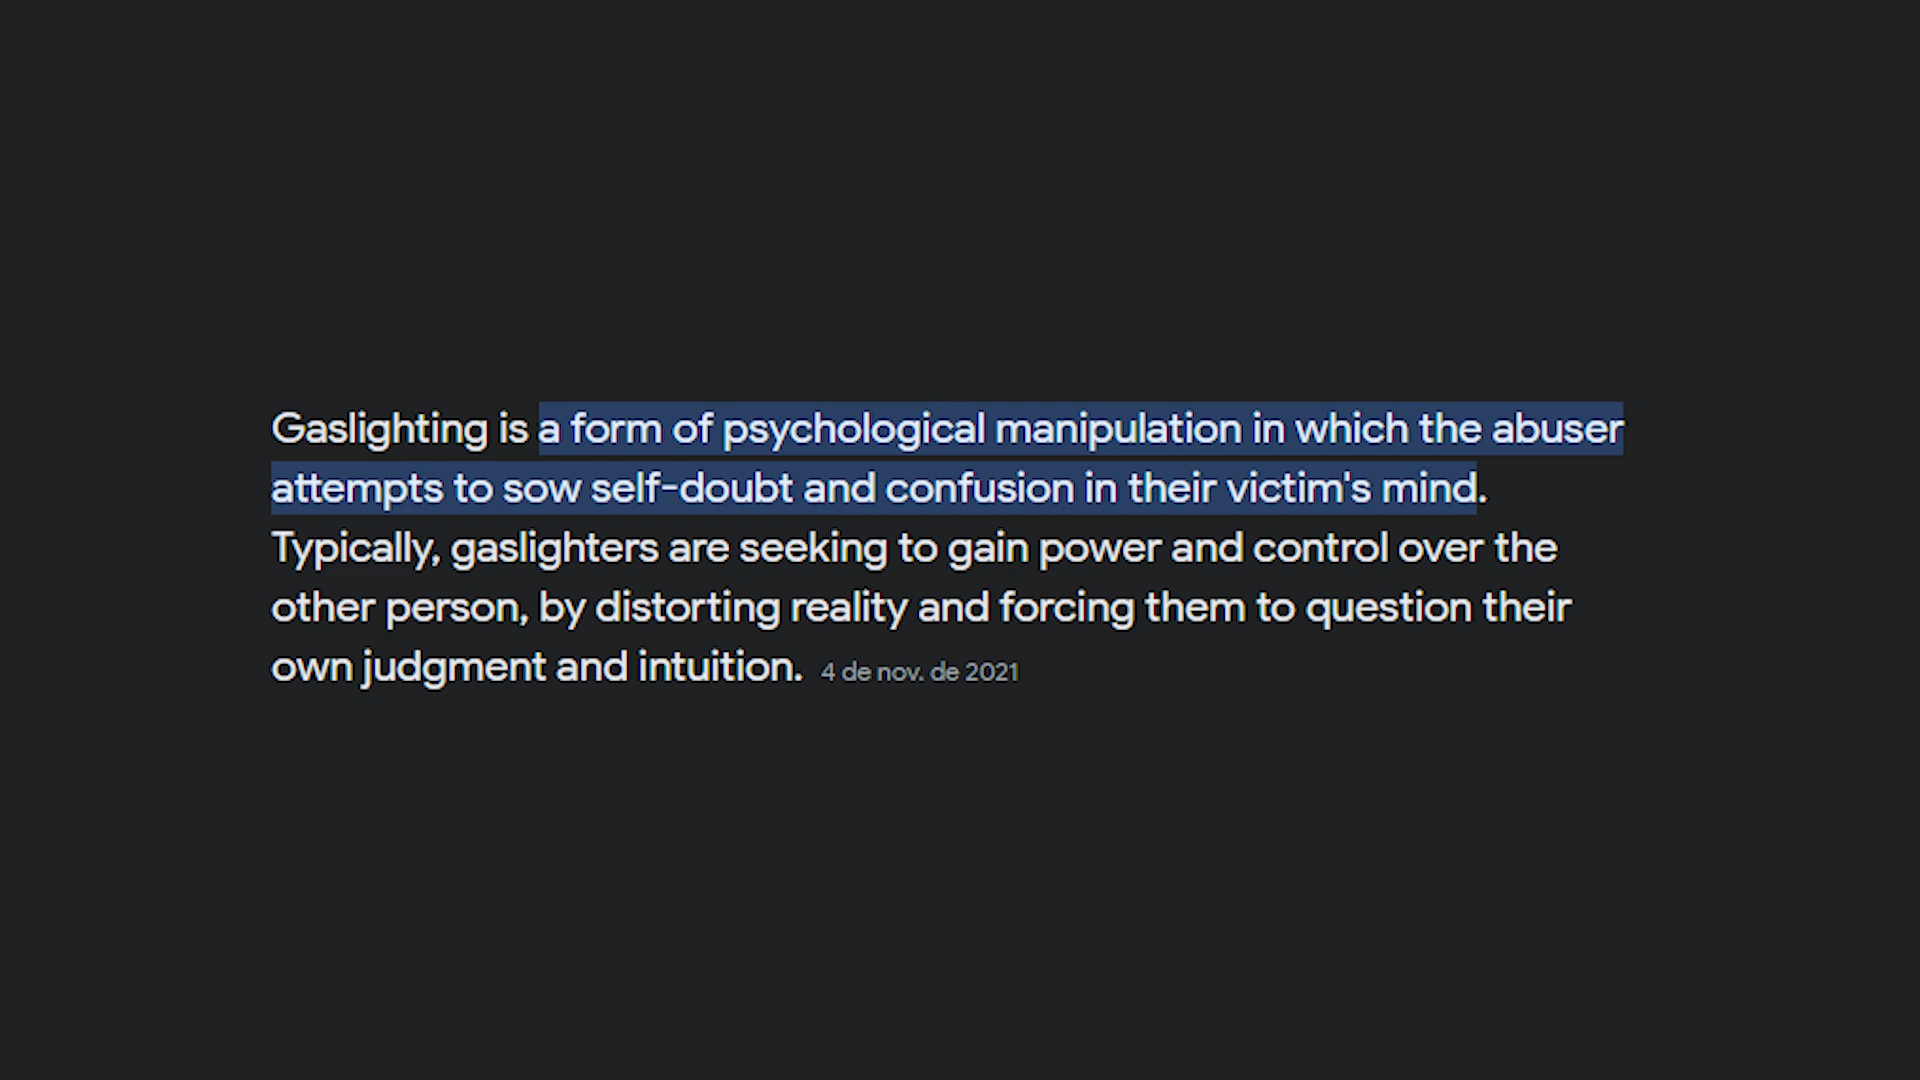 Gaslighting is a form of psychological manipulation in which the abuser
attempts to sow self-doubt and confusion in their victim's mind.
Typically, gaslighters are seeking to gain power and control over the
other person, by distorting reality and forcing them to question their
own judgment and intuition. 4 de nov. de 2021